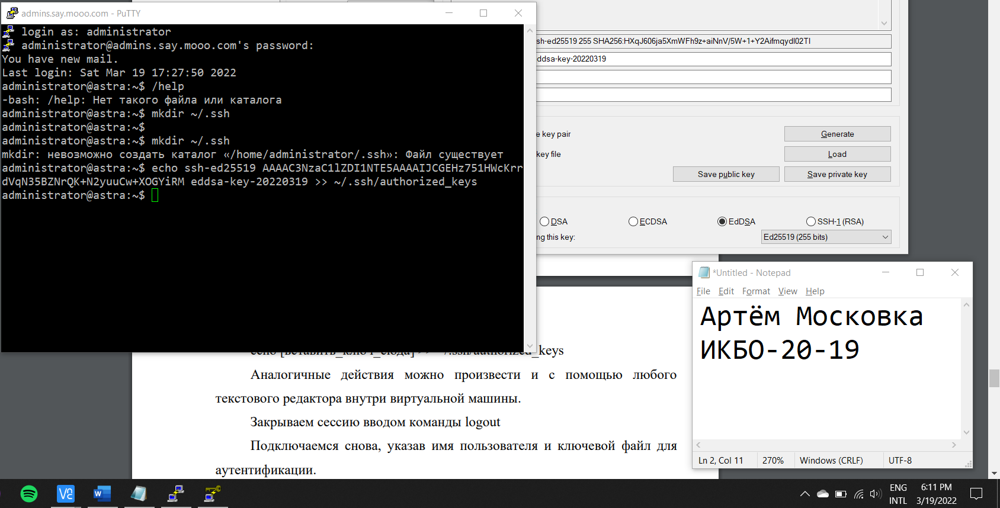 admins.say.mooo.com - PuTTY
login as: administrator
administrator@admins.say.mooo.com's password:
You have new mail.
Last login: Sat Mar 19 17:27:50 2022
administrator@astra:~$ /help
-bash: /help: Нет такого файла или каталога
administrator@astra:~$ mkdir ~/.ssh
administrator@astra:~$
administrator@astra:~$ mkdir ~/.ssh
mkdir: невозможно создать каталог «/home/administrator/.ssh»: Файл существует
administrator@astra:~$ echo ssh-ed25519 AAAAC3NzaC1lZDI1NTE5AAAAIJCGEHz751HWcKrr
dVqN35BZNrQK+N2yuuCw+XOGYiRM eddsa-key-20220319 >> ~/.ssh/authorized_keys
administrator@astra:~$
sh-ed25519 255 SHA256:HXqJ606ja5XmWFh9z+aiNnV/5W+1+Y2Aifmqydl02TI
ddsa-key-20220319
e key pair
Generate
key file
Load
Save public key
Save private key
DSA
ECDSA
EdDSA
SSH-1 (RSA)
ng this key:
Ed25519 (255 bits)
*Untitled - Notepad
File Edit Format View Help
Артём Московка
ИКБО-20-19
Ln 2, Col 11
270%
Windows (CRLF)
UTF-8
/.ssh/authorized_keys
Аналогичные действия можно произвести и с помощью любого
текстового редактора внутри виртуальной машины.
Закрываем сессию вводом команды logout
Подключаемся снова, указав имя пользователя и ключевой файл для
аутентификации.
ENG
INTL
6:11 PM
3/19/2022